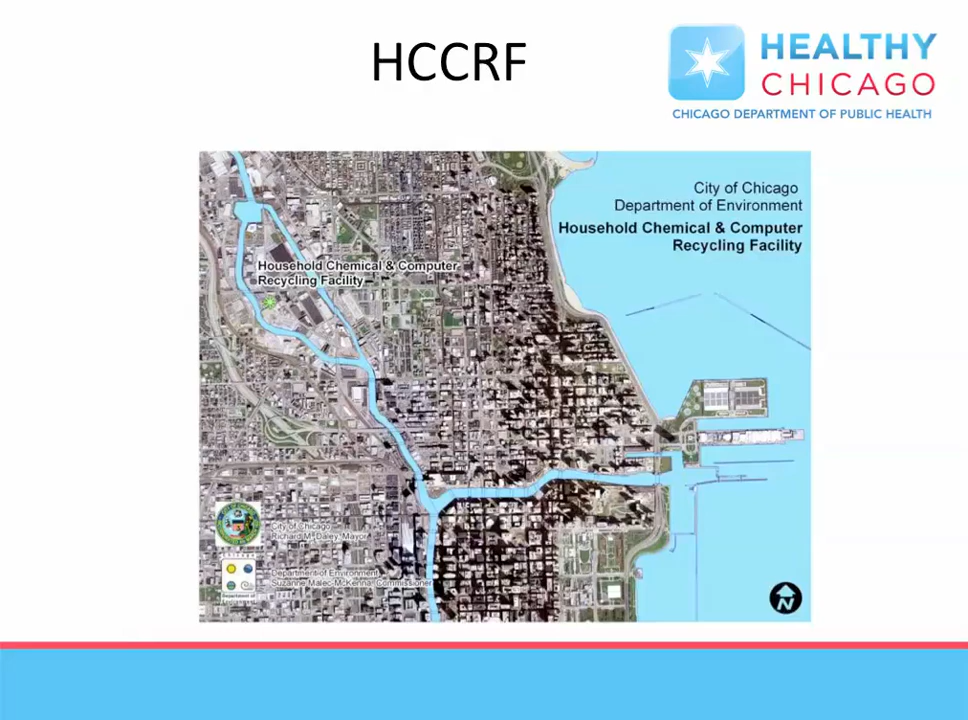 HCCRF
HEALTHY
CHICAGO
CHICAGO DEPARTMENT OF PUBLIC HEALTH
City of Chicago
Department of Environment
Household Chemical & Computer
Recycling Facility
Household Chemical & Computer
Recycling Facility
City of Chicago
Richard M. Daley, Mayor
Department of Environment
Suzanne Malec-McKenna, Commissioner
N